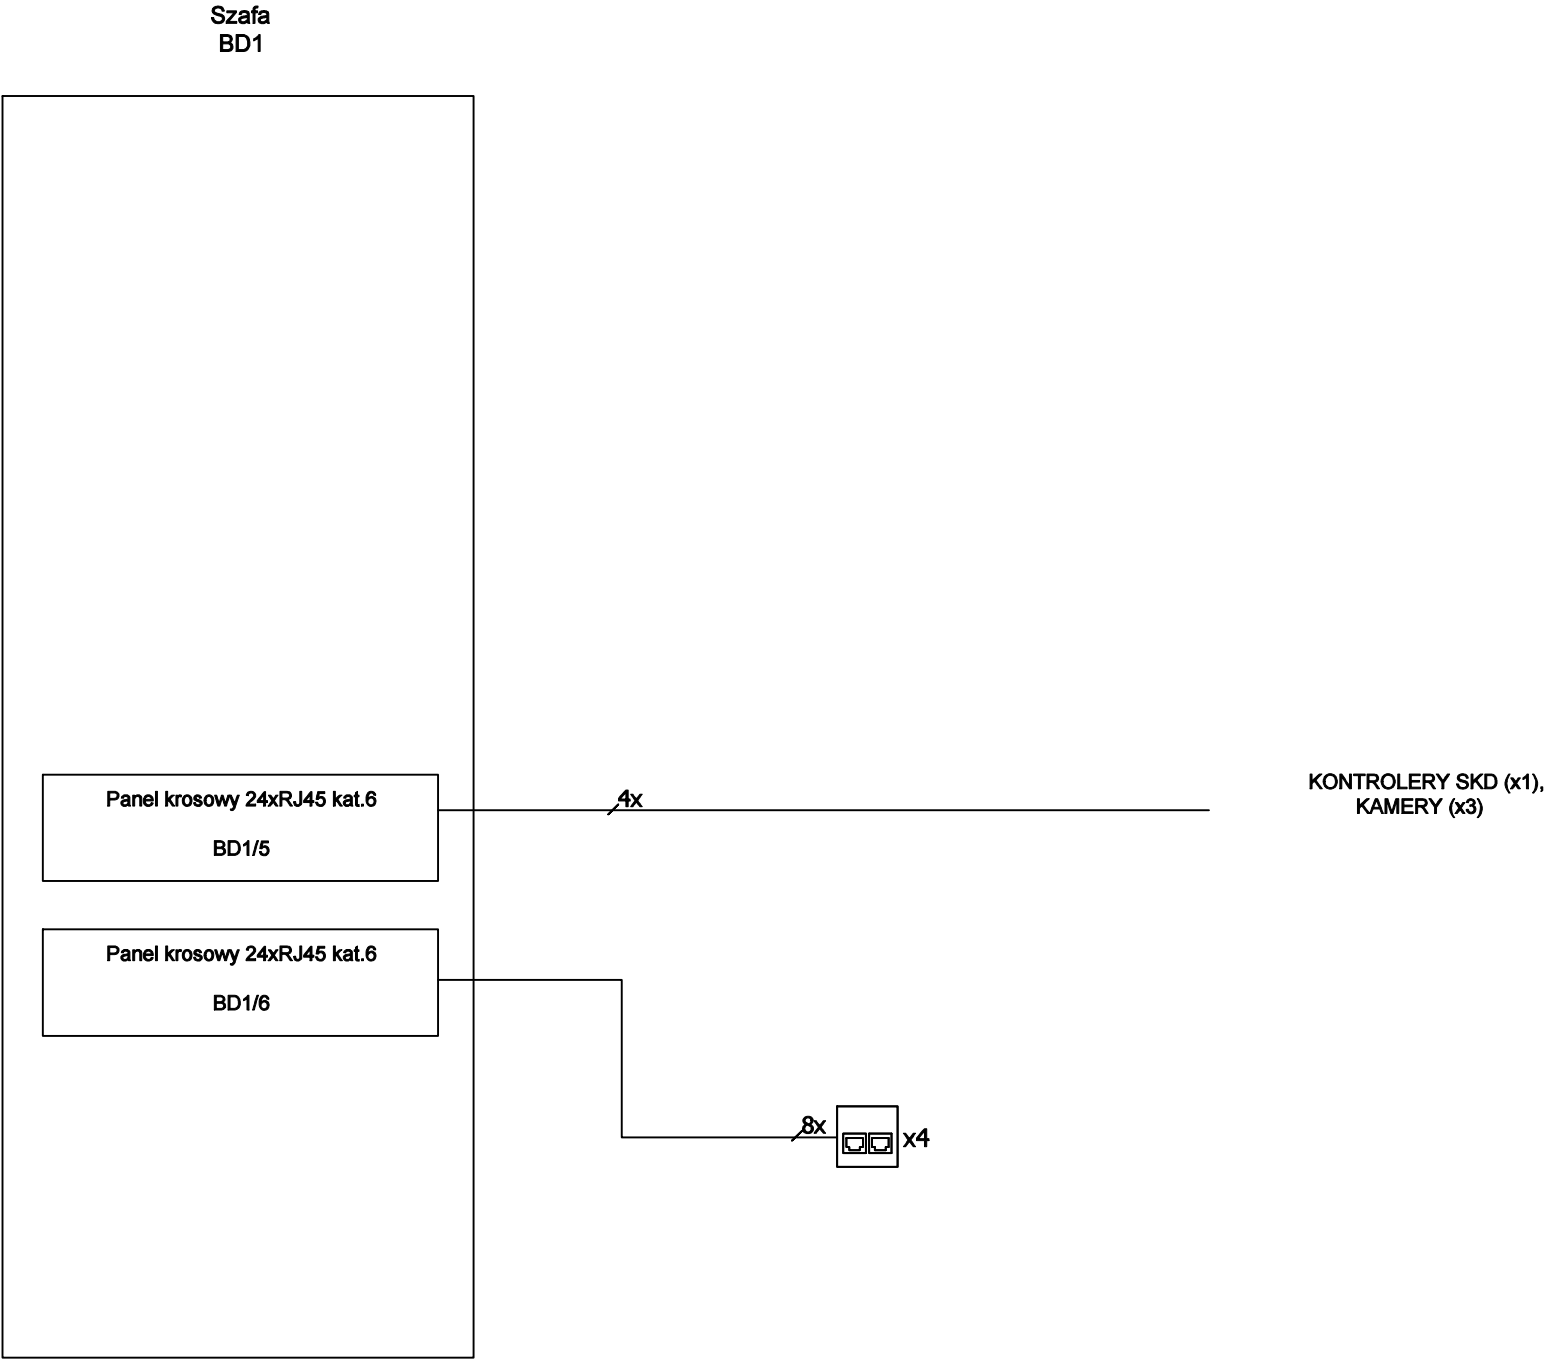 Szafa
BD1
Panel krosowy 24xRJ45 kat.6
BD1/5
4x
KONTROLERY SKD (x1),
KAMERY (x3)
Panel krosowy 24xRJ45 kat.6
BD1/6
8x
x4